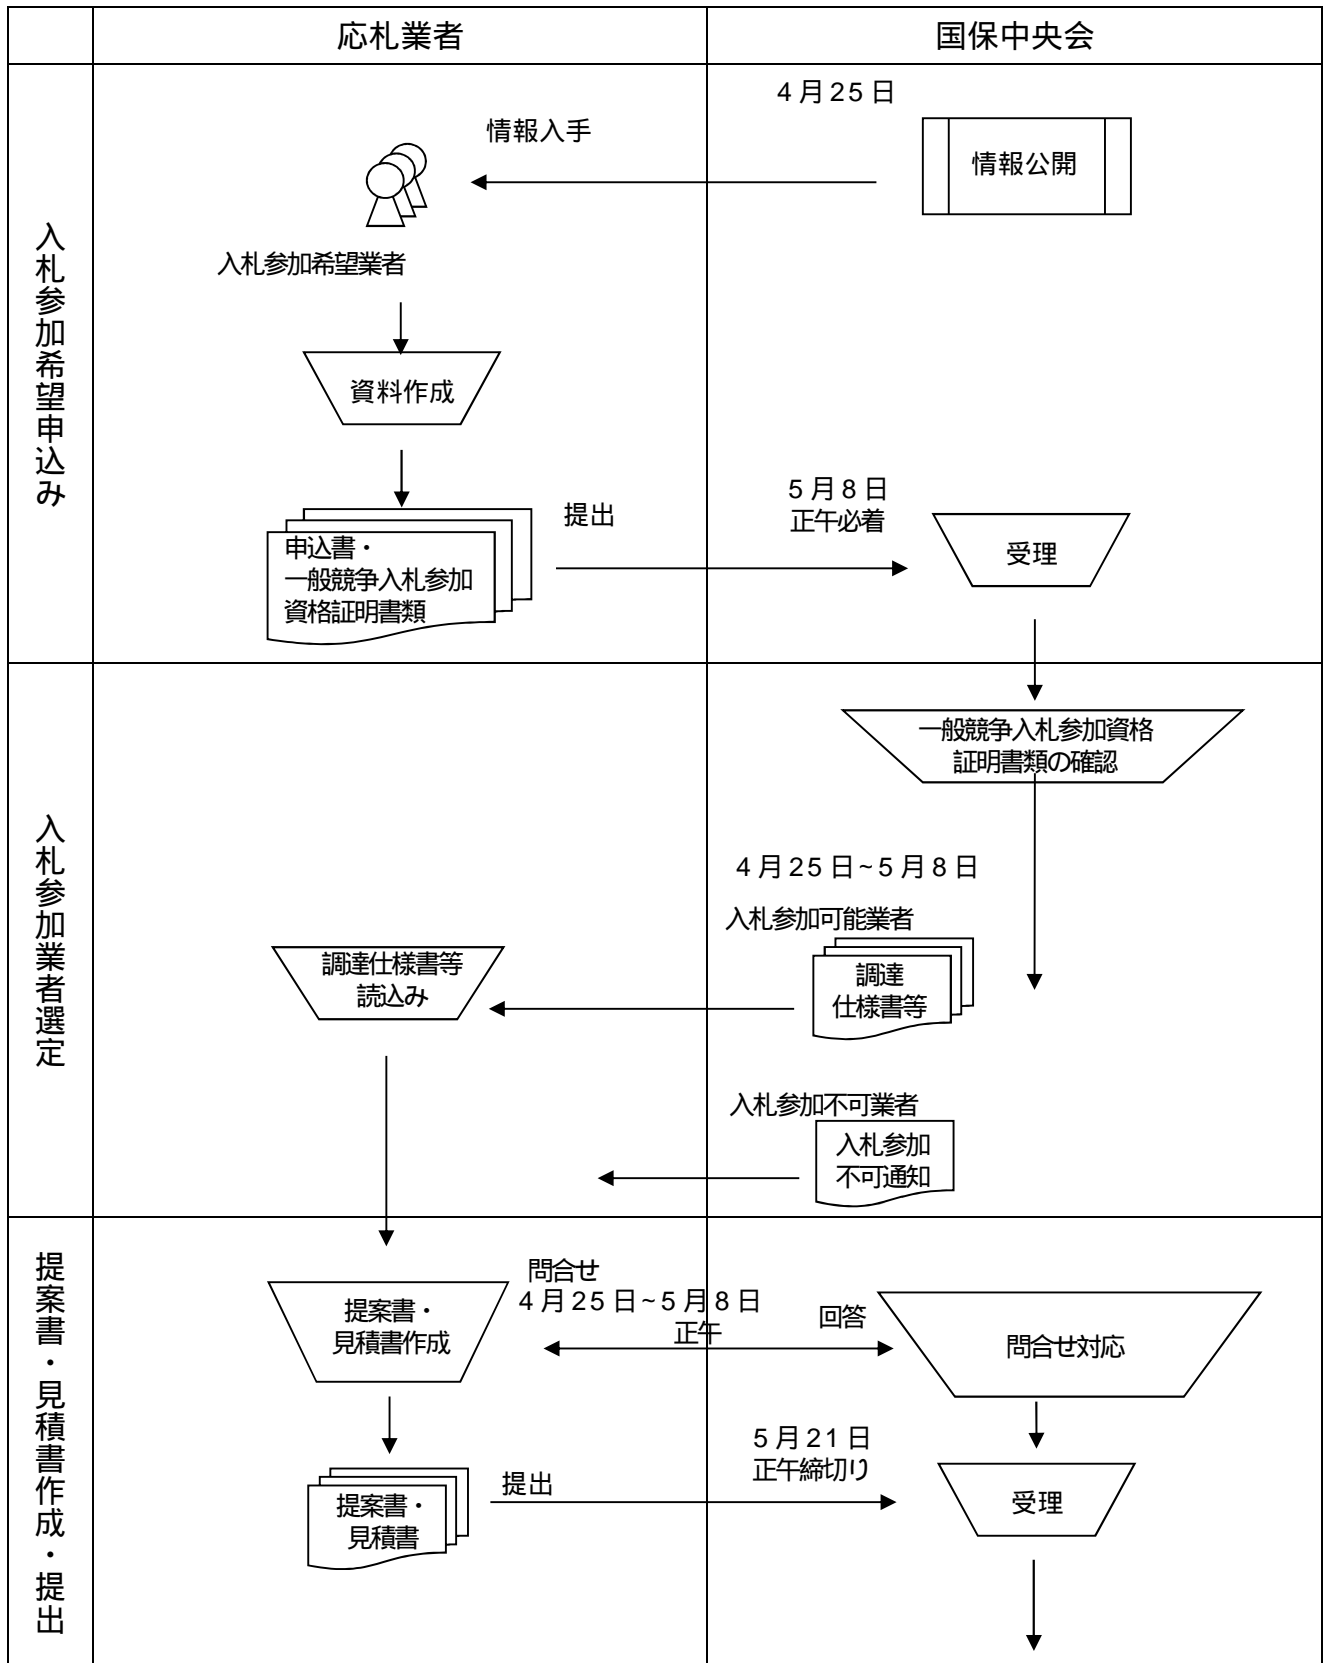 応札業者
国保中央会
入札参加希望申込み
4月25日
情報入手
情報公開
入札参加希望業者
資料作成
申込書・
一般競争入札参加
資格証明書類
提出
5月8日
正午必着
受理
入札参加業者選定
一般競争入札参加資格
証明書類の確認
4月25日~5月8日
入札参加可能業者
調達
仕様書等
調達仕様書等
読込み
入札参加不可業者
入札参加
不可通知
提案書・見積書作成・提出
提案書・
見積書作成
問合せ
4月25日~5月8日
正午
回答
問合せ対応
提案書・
見積書
提出
5月21日
正午締切り
受理